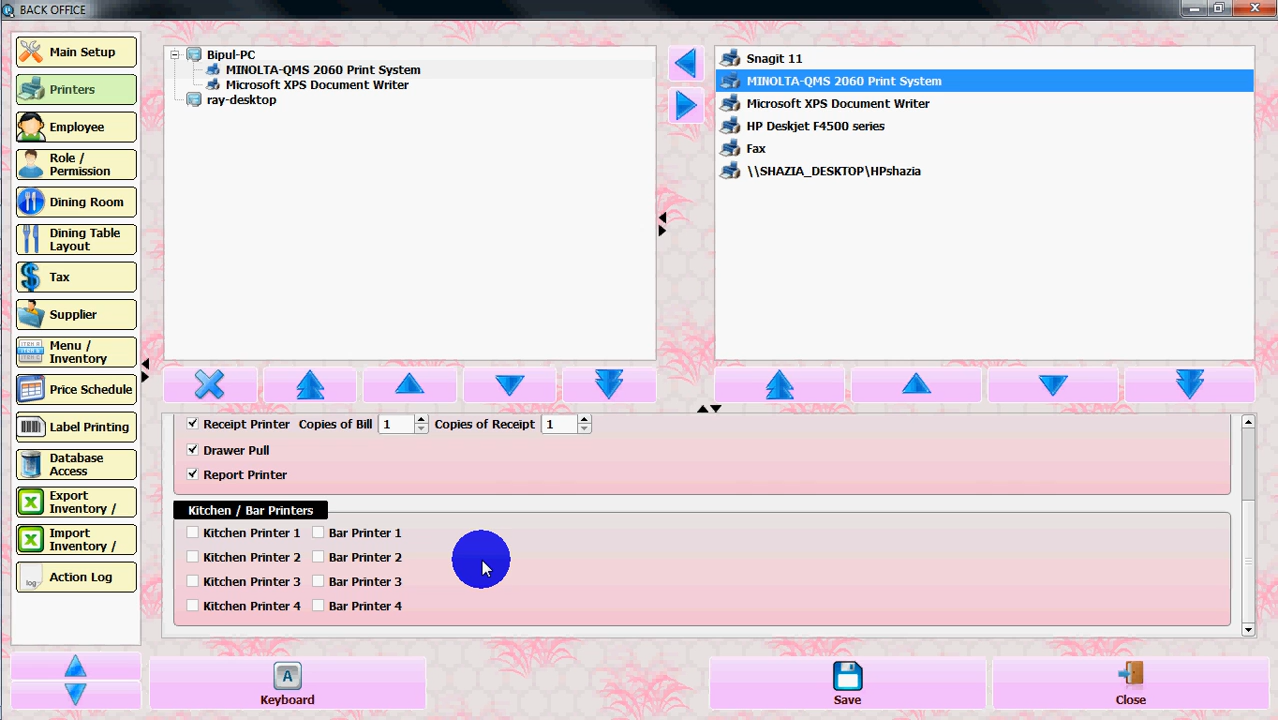 BACK OFFICE
Main Setup
Printers
Employee
Role /
Permission
Dining Room
Dining Table
Layout
Tax
Supplier
Menu /
Inventory
Price Schedule
Label Printing
Database
Access
Export
Inventory /
Import
Inventory /
log
Action Log
Bipul-PC
MINOLTA-QMS 2060 Print System
Microsoft XPS Document Writer
ray-desktop
Snagit 11
MINOLTA-QMS 2060 Print System
Microsoft XPS Document Writer
HP Deskjet F4500 series
Fax
\\SHAZIA_DESKTOP\HPshazia
Receipt Printer Copies of Bill 1 Copies of Receipt 1
Drawer Pull
Report Printer
Kitchen / Bar Printers
Kitchen Printer 1 Bar Printer 1
Kitchen Printer 2 Bar Printer 2
Kitchen Printer 3 Bar Printer 3
Kitchen Printer 4 Bar Printer 4
A
Keyboard
Save
Close